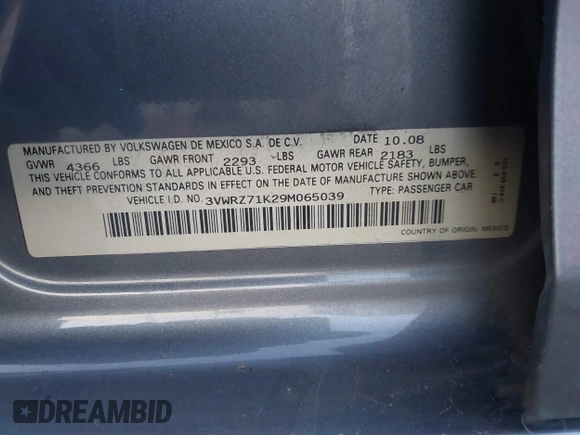 MANUFACTURED BY VOLKSWAGEN DE MEXICO S.A. DE C.V. DATE 10.08
GVWR 4366 LBS GAWR FRONT 2293 LBS GAWR REAR 2183 LBS
THIS VEHICLE CONFORMS TO ALL APPLICABLE U.S. FEDERAL MOTOR VEHICLE SAFETY, BUMPER,
AND THEFT PREVENTION STANDARDS IN EFFECT ON THE DATE OF MANUFACTURE SHOWN ABOVE.
VEHICLE I.D. NO. 3VWRZ71K29M065039 TYPE: PASSENGER CAR
COUNTRY OF ORIGIN: MEXICO
DREAMBID